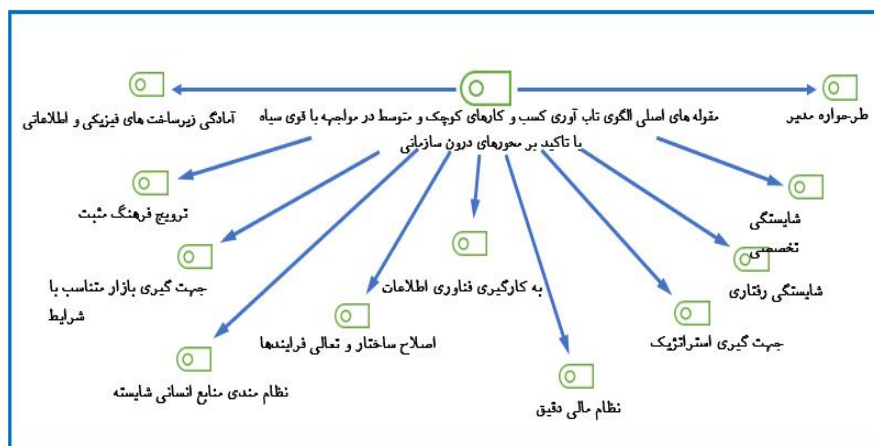 طرحواره مدیر
مقوله های اصلی الگوی تاب آوری کسب و کارهای کوچک و متوسط در مواجهه با قوی سیاه
با تاکید بر محورهای درون سازمانی
آمادگی زیرساخت های فیزیکی و اطلاعاتی
شایستگی
تخصصی
ترویج فرهنگ مثبت
شایستگی رفتاری
به کارگیری فناوری اطلاعات
جهت گیری بازار متناسب با
شرایط
جهت گیری استراتژیک
اصلاح ساختار و تعالی فرایندها
نظام مالی دقیق
نظام مندی منابع انسانی شایسته